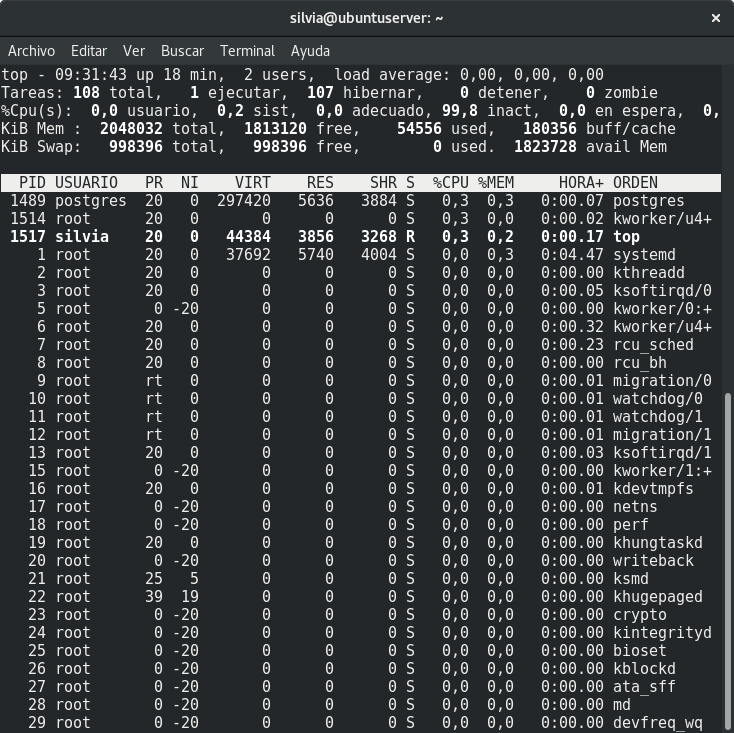 silvia@ubuntuserver: ~ ×
Archivo Editar Ver Buscar Terminal Ayuda
top - 09:31:43 up 18 min,  2 users,  load average: 0,00, 0,00, 0,00
Tareas: 108 total,   1 ejecutar, 107 hibernar,    0 detener,    0 zombie
%Cpu(s):  0,0 usuario,  0,2 sist,  0,0 adecuado, 99,8 inact,  0,0 en espera,  0,
KiB Mem :  2048032 total,  1813120 free,    54556 used,   180356 buff/cache
KiB Swap:   998396 total,   998396 free,        0 used.  1823728 avail Mem
PID USUARIO   PR  NI    VIRT    RES    SHR S  %CPU %MEM     HORA+ ORDEN
1489 postgres  20   0  297420   5636   3884 S   0,3  0,3   0:00.07 postgres
1514 root      20   0       0      0      0 S   0,3  0,0   0:00.02 kworker/u4+
1517 silvia    20   0   44384   3856   3268 R   0,3  0,2   0:00.17 top
1 root      20   0   37692   5740   4004 S   0,0  0,3   0:04.47 systemd
2 root      20   0       0      0      0 S   0,0  0,0   0:00.00 kthreadd
3 root      20   0       0      0      0 S   0,0  0,0   0:00.05 ksoftirqd/0
5 root       0 -20       0      0      0 S   0,0  0,0   0:00.00 kworker/0:+
6 root      20   0       0      0      0 S   0,0  0,0   0:00.32 kworker/u4+
7 root      20   0       0      0      0 S   0,0  0,0   0:00.23 rcu_sched
8 root      20   0       0      0      0 S   0,0  0,0   0:00.00 rcu_bh
9 root      rt   0       0      0      0 S   0,0  0,0   0:00.01 migration/0
10 root      rt   0       0      0      0 S   0,0  0,0   0:00.01 watchdog/0
11 root      rt   0       0      0      0 S   0,0  0,0   0:00.01 watchdog/1
12 root      rt   0       0      0      0 S   0,0  0,0   0:00.01 migration/1
13 root      20   0       0      0      0 S   0,0  0,0   0:00.03 ksoftirqd/1
15 root       0 -20       0      0      0 S   0,0  0,0   0:00.00 kworker/1:+
16 root      20   0       0      0      0 S   0,0  0,0   0:00.01 kdevtmpfs
17 root       0 -20       0      0      0 S   0,0  0,0   0:00.00 netns
18 root       0 -20       0      0      0 S   0,0  0,0   0:00.00 perf
19 root      20   0       0      0      0 S   0,0  0,0   0:00.00 khungtaskd
20 root       0 -20       0      0      0 S   0,0  0,0   0:00.00 writeback
21 root      25   5       0      0      0 S   0,0  0,0   0:00.00 ksmd
22 root      39  19       0      0      0 S   0,0  0,0   0:00.00 khugepaged
23 root       0 -20       0      0      0 S   0,0  0,0   0:00.00 crypto
24 root       0 -20       0      0      0 S   0,0  0,0   0:00.00 kintegrityd
25 root       0 -20       0      0      0 S   0,0  0,0   0:00.00 bioset
26 root       0 -20       0      0      0 S   0,0  0,0   0:00.00 kblockd
27 root       0 -20       0      0      0 S   0,0  0,0   0:00.00 ata_sff
28 root       0 -20       0      0      0 S   0,0  0,0   0:00.00 md
29 root       0 -20       0      0      0 S   0,0  0,0   0:00.00 devfreq_wq